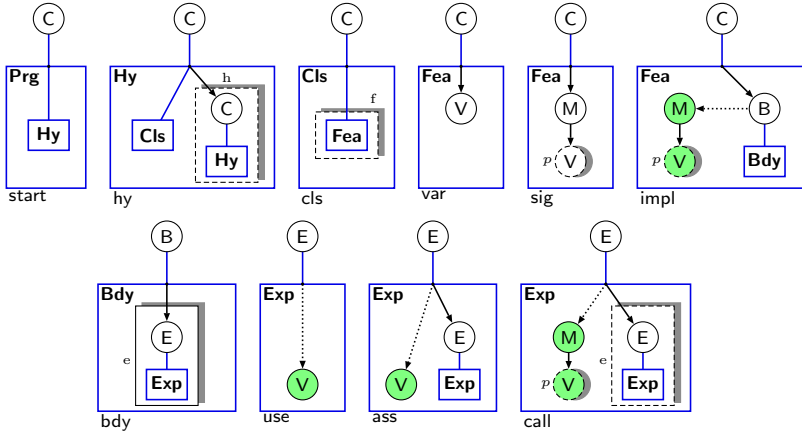 C C C C C C
Prg Hy h Cls f Fea Fea Fea
C V M M B
Hy Cls Hy Fea p V p V Bdy
start hy cls var sig impl
B E E E
Bdy Exp Exp Exp
E E M E
e e
Exp V V Exp p V Exp
bdy use ass call